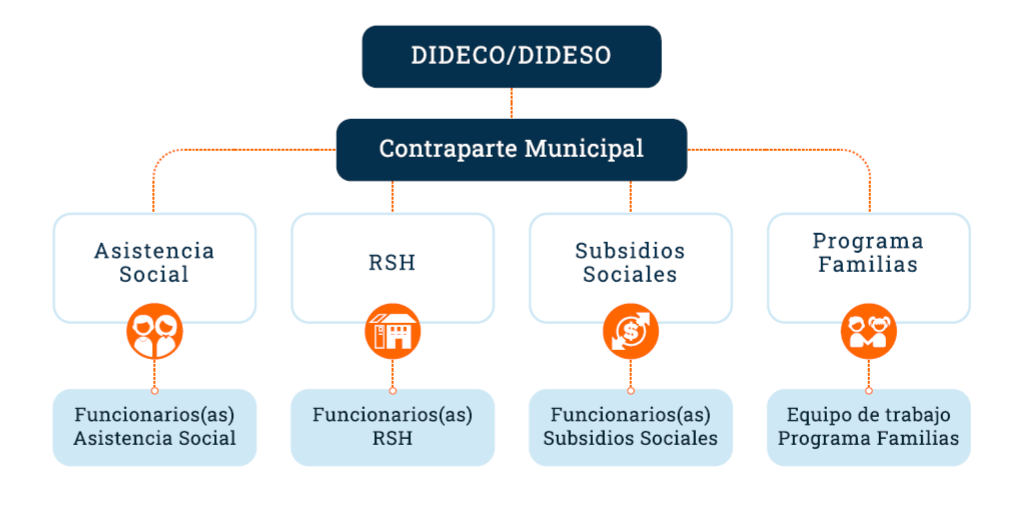 DIDECO/DIDESO
Contraparte Municipal
Asistencia
Social
RSH
Subsidios
Sociales
Programa
Familias
$
Funcionarios(as)
Asistencia Social
Funcionarios(as)
RSH
Funcionarios(as)
Subsidios Sociales
Equipo de trabajo
Programa Familias